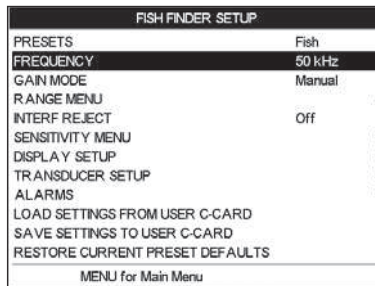 FISH FINDER SETUP
PRESETS Fish
FREQUENCY 50 kHz
GAIN MODE Manual
RANGE MENU
INTERF REJECT Off
SENSITIVITY MENU
DISPLAY SETUP
TRANSDUCER SETUP
ALARMS
LOAD SETTINGS FROM USER C-CARD
SAVE SETTINGS TO USER C-CARD
RESTORE CURRENT PRESET DEFAULTS
MENU for Main Menu